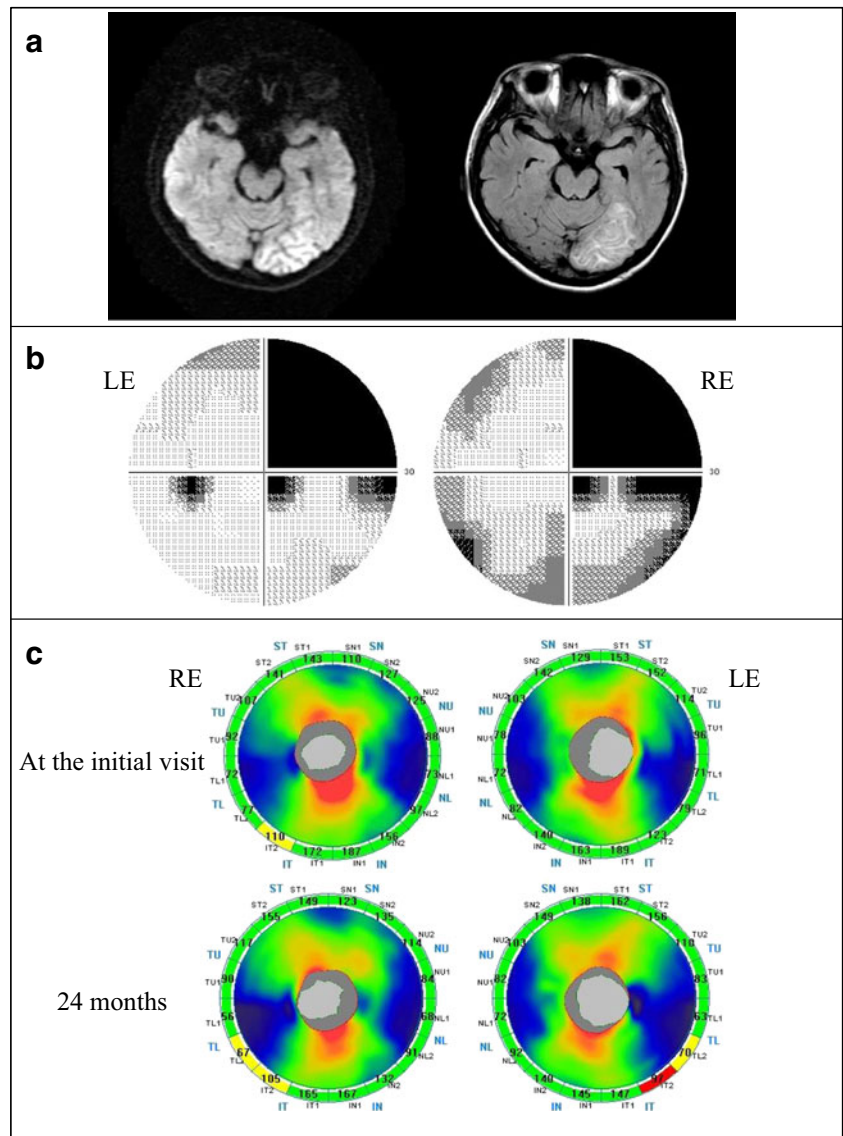 a
b
LE
RE
30
30
c
RE
LE
At the initial visit
ST ST1 143 110 SN1 SN
ST2 141 127 SN2
TU2 107 125 NU2
TU NU
TU1 92 88 NU1
TL1 72 73 NL1
TL 77 97 NL2 NL
IT2 110 156 IN2
172 187
IT IT1 IN1 IN
SN SN1 129 153 ST1 ST
SN2 142 152 ST2
NU2 103 114 TU2
NU TU
NU1 78 96 TU1
NL1 72 71 TL1
NL NL2 82 79 TL2 TL
IN2 140 123 IT2
163 189
IN IN1 IT1 IT
24 months
ST ST1 149 123 SN1 SN
ST2 155 135 SN2
TU2 117 114 NU2
TU NU
TU1 90 84 NU1
TL1 56 68 NL1
TL 67 91 NL2 NL
IT2 105 132 IN2
165 167
IT IT1 IN1 IN
SN SN1 138 162 ST1 ST
SN2 149 156 ST2
NU2 103 110 TU2
NU TU
NU1 82 83 TU1
NL1 72 63 TL1
NL NL2 92 70 TL2 TL
IN2 140 97 IT2
145 147
IN IN1 IT1 IT